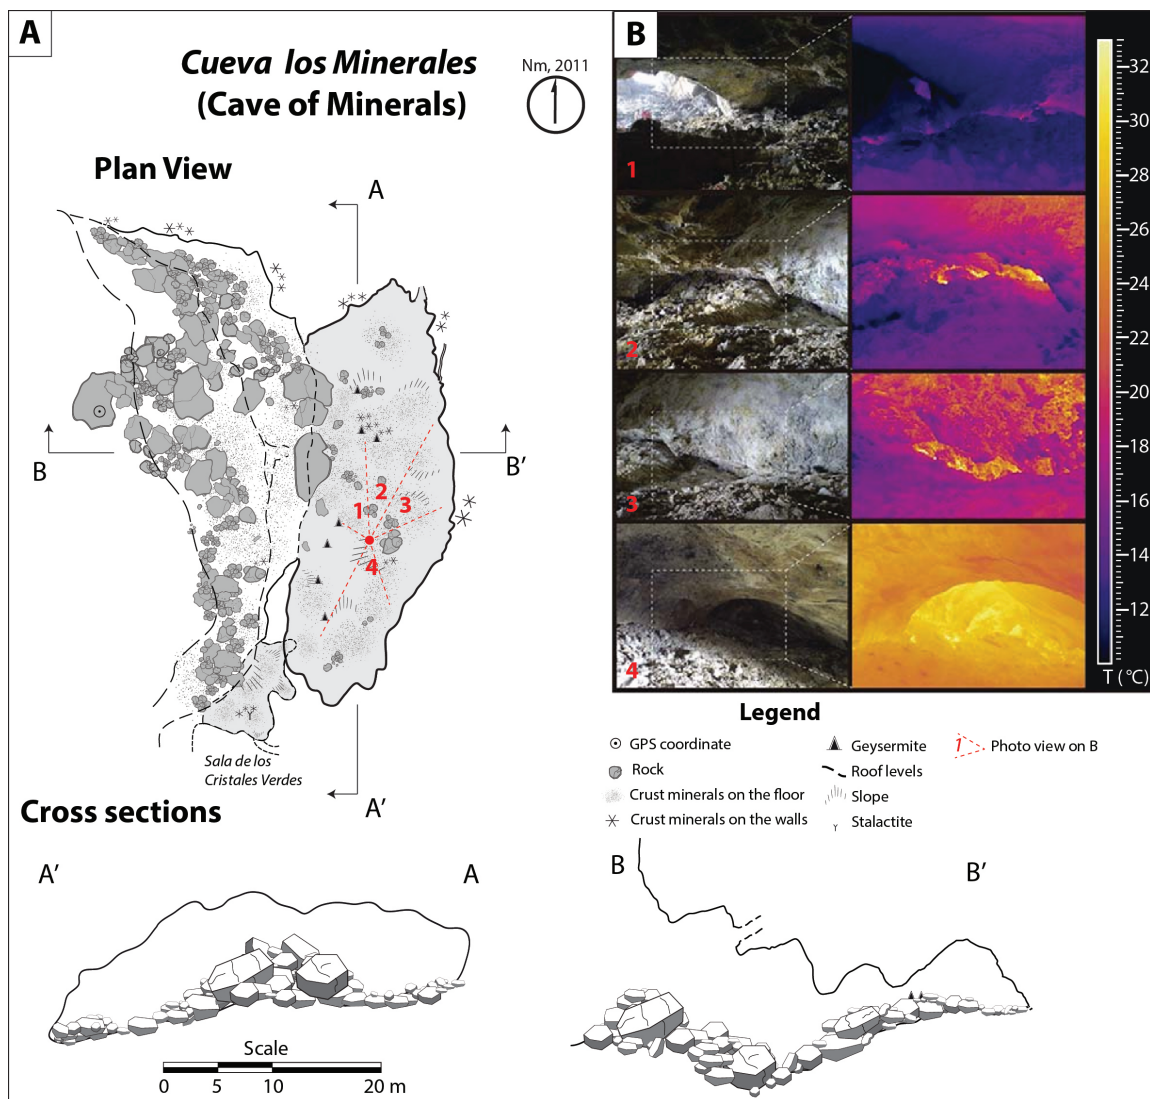 A
Cueva los Minerales
(Cave of Minerals)
Nm, 2011
Plan View
A
B
B'
1
2
3
4
Sala de los
Cristales Verdes
A'
B
1
2
3
4
32
30
28
26
24
22
20
18
16
14
12
T (°C)
Legend
GPS coordinate
Rock
Crust minerals on the floor
Crust minerals on the walls
Geysermite
Roof levels
Slope
Stalactite
1
Photo view on B
Cross sections
A'
A
B
B'
Scale
0 5 10 20 m